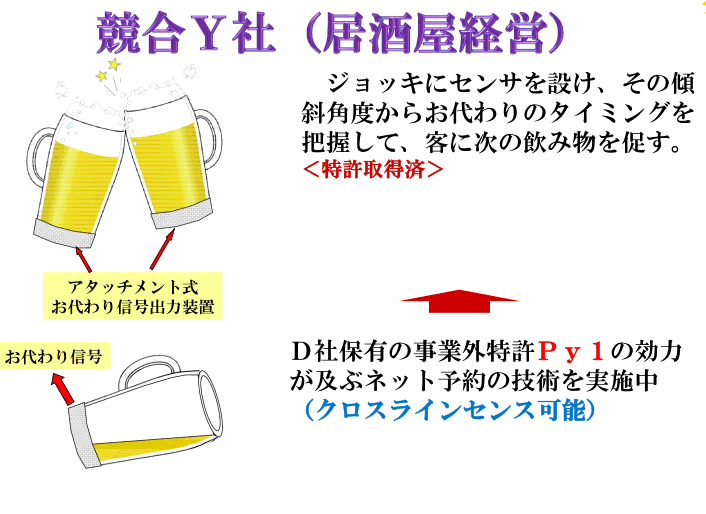 競合Ｙ社（居酒屋経営）
ジョッキにセンサを設け、その傾
斜角度からお代わりのタイミングを
把握して、客に次の飲み物を促す。
＜特許取得済＞
アタッチメント式
お代わり信号出力装置
お代わり信号
Ｄ社保有の事業外特許Ｐｙ１の効力
が及ぶネット予約の技術を実施中
（クロスラインセンス可能）